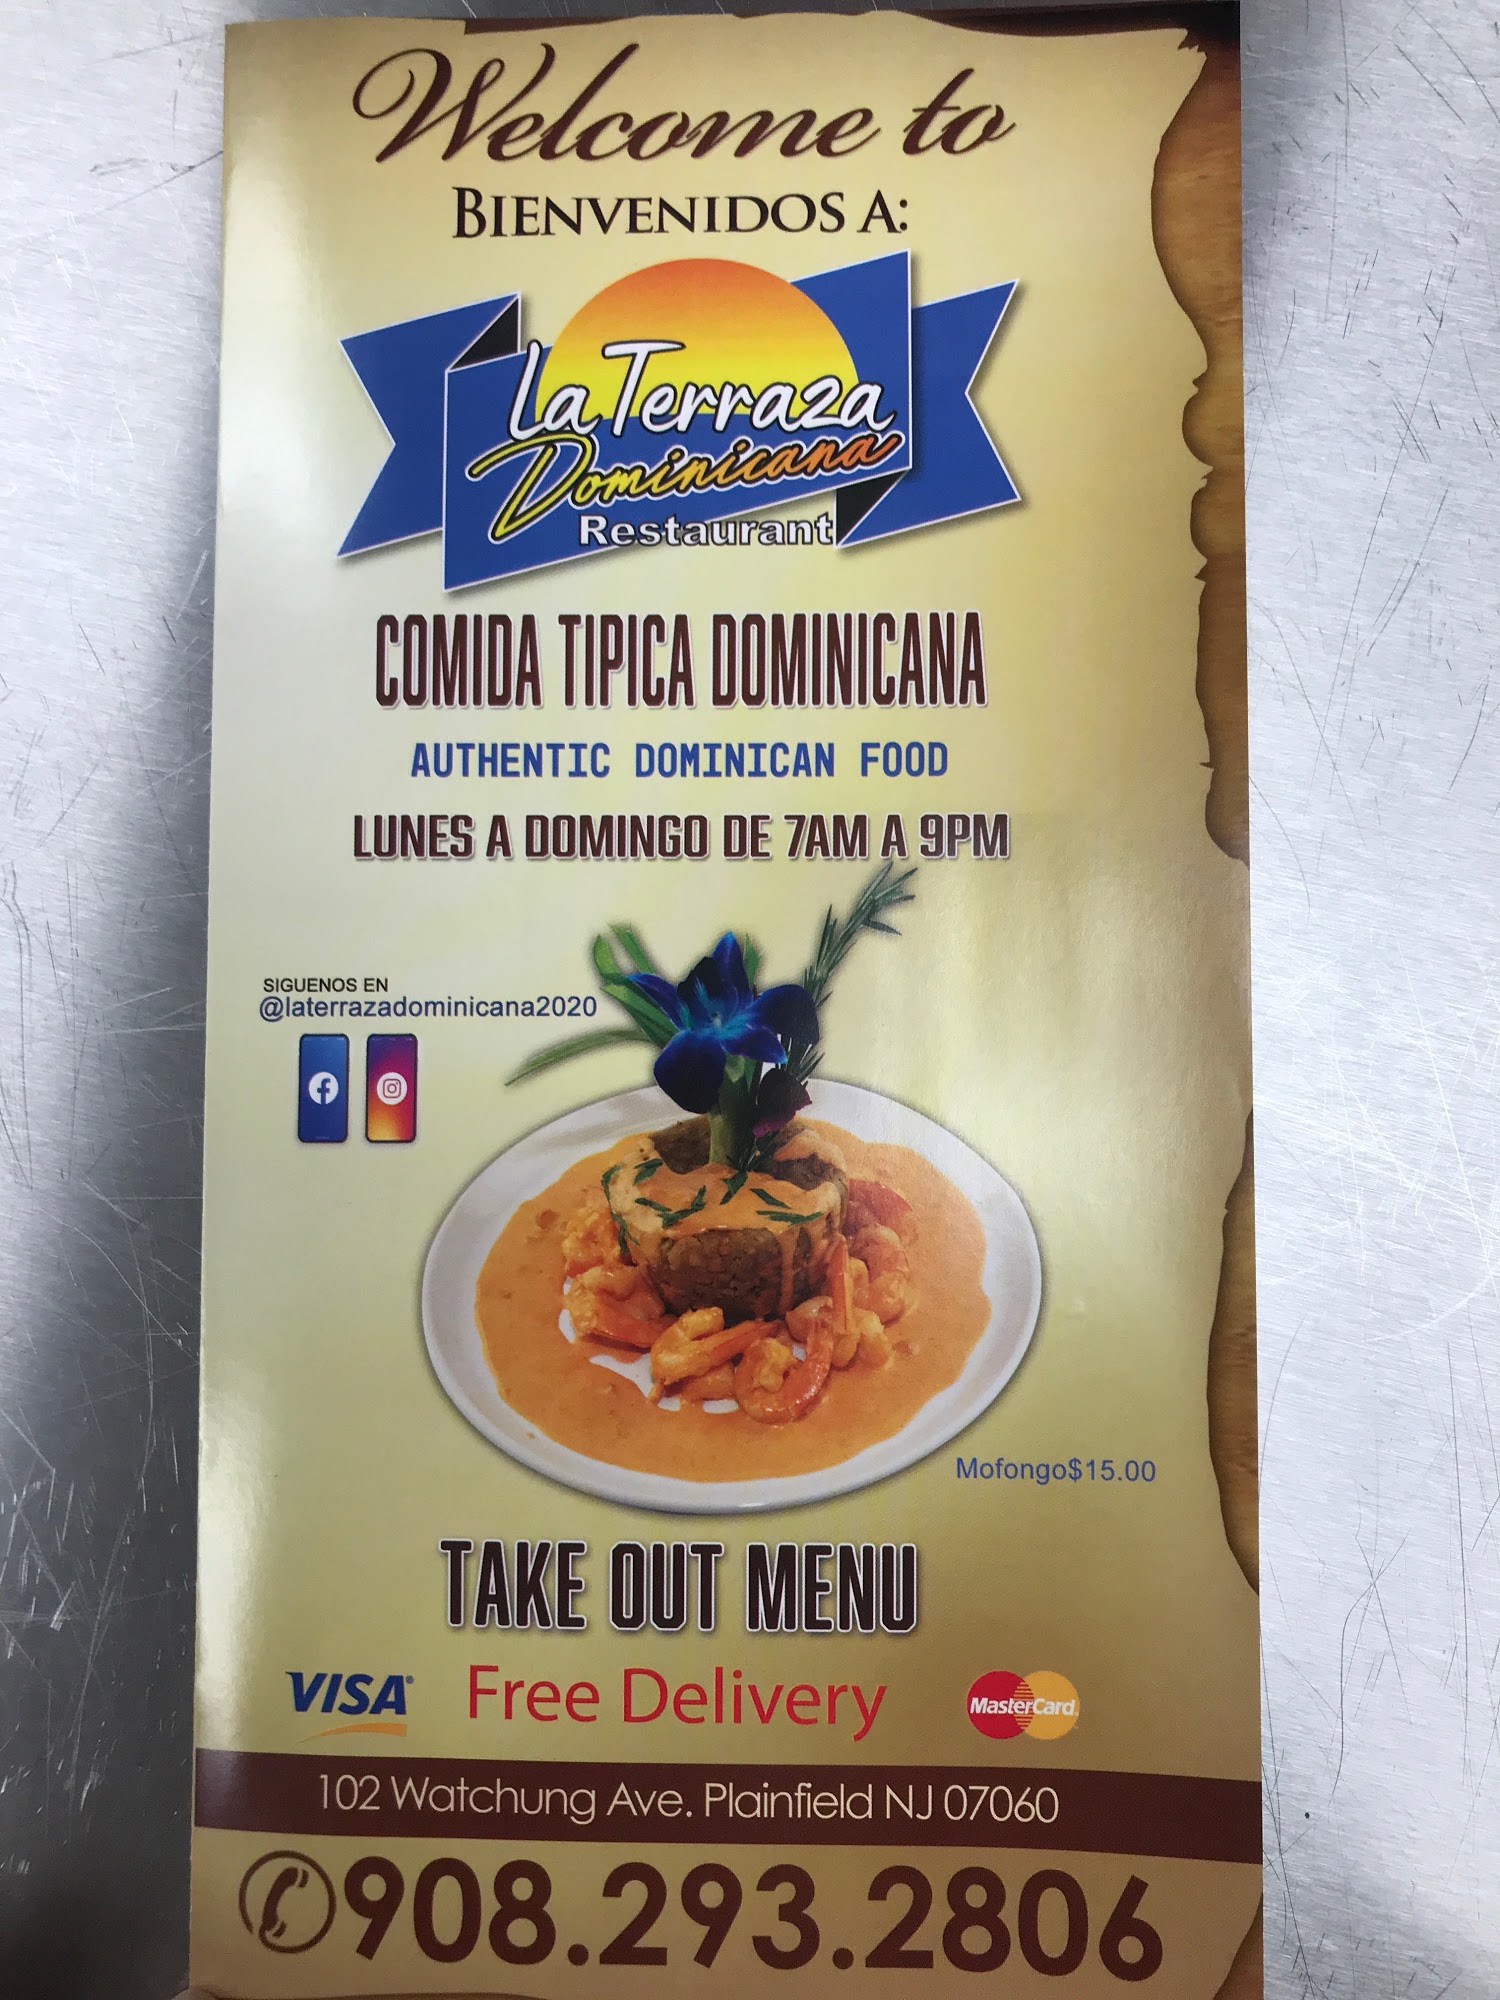 Welcome to
BIENVENIDOS A:
La Terraza
Dominicana
Restaurant
COMIDA TIPICA DOMINICANA
AUTHENTIC DOMINICAN FOOD
LUNES A DOMINGO DE 7AM A 9PM
SIGUENOS EN
@laterrazadominicana2020
Mofongo$15.00
TAKE OUT MENU
VISA Free Delivery MasterCard
102 Watchung Ave. Plainfield NJ 07060
908.293.2806